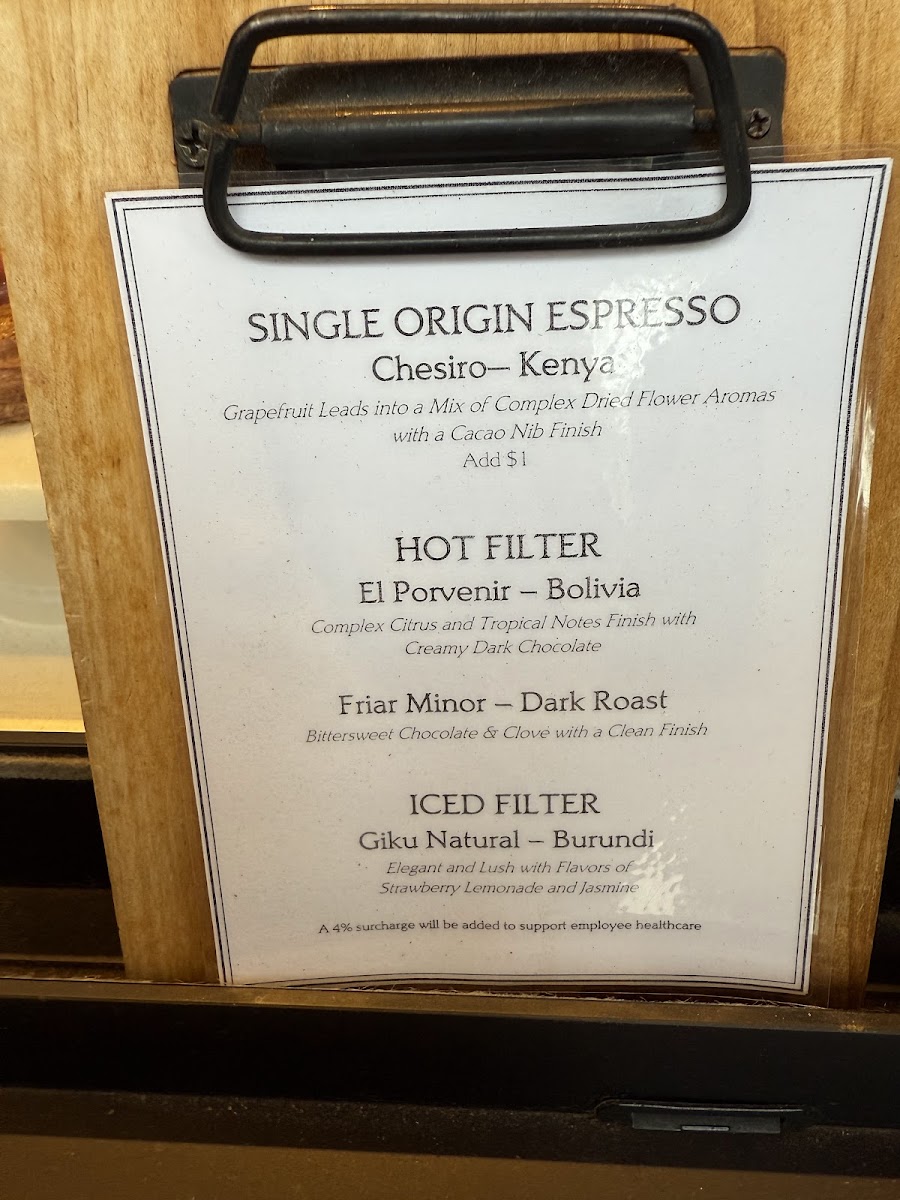 SINGLE ORIGIN ESPRESSO
Chesiro— Kenya
Grapefruit Leads into a Mix of Complex Dried Flower Aromas
with a Cacao Nib Finish
Add $1
HOT FILTER
El Porvenir – Bolivia
Complex Citrus and Tropical Notes Finish with
Creamy Dark Chocolate
Friar Minor – Dark Roast
Bittersweet Chocolate & Clove with a Clean Finish
ICED FILTER
Giku Natural – Burundi
Elegant and Lush with Flavors of
Strawberry Lemonade and Jasmine
A 4% surcharge will be added to support employee healthcare